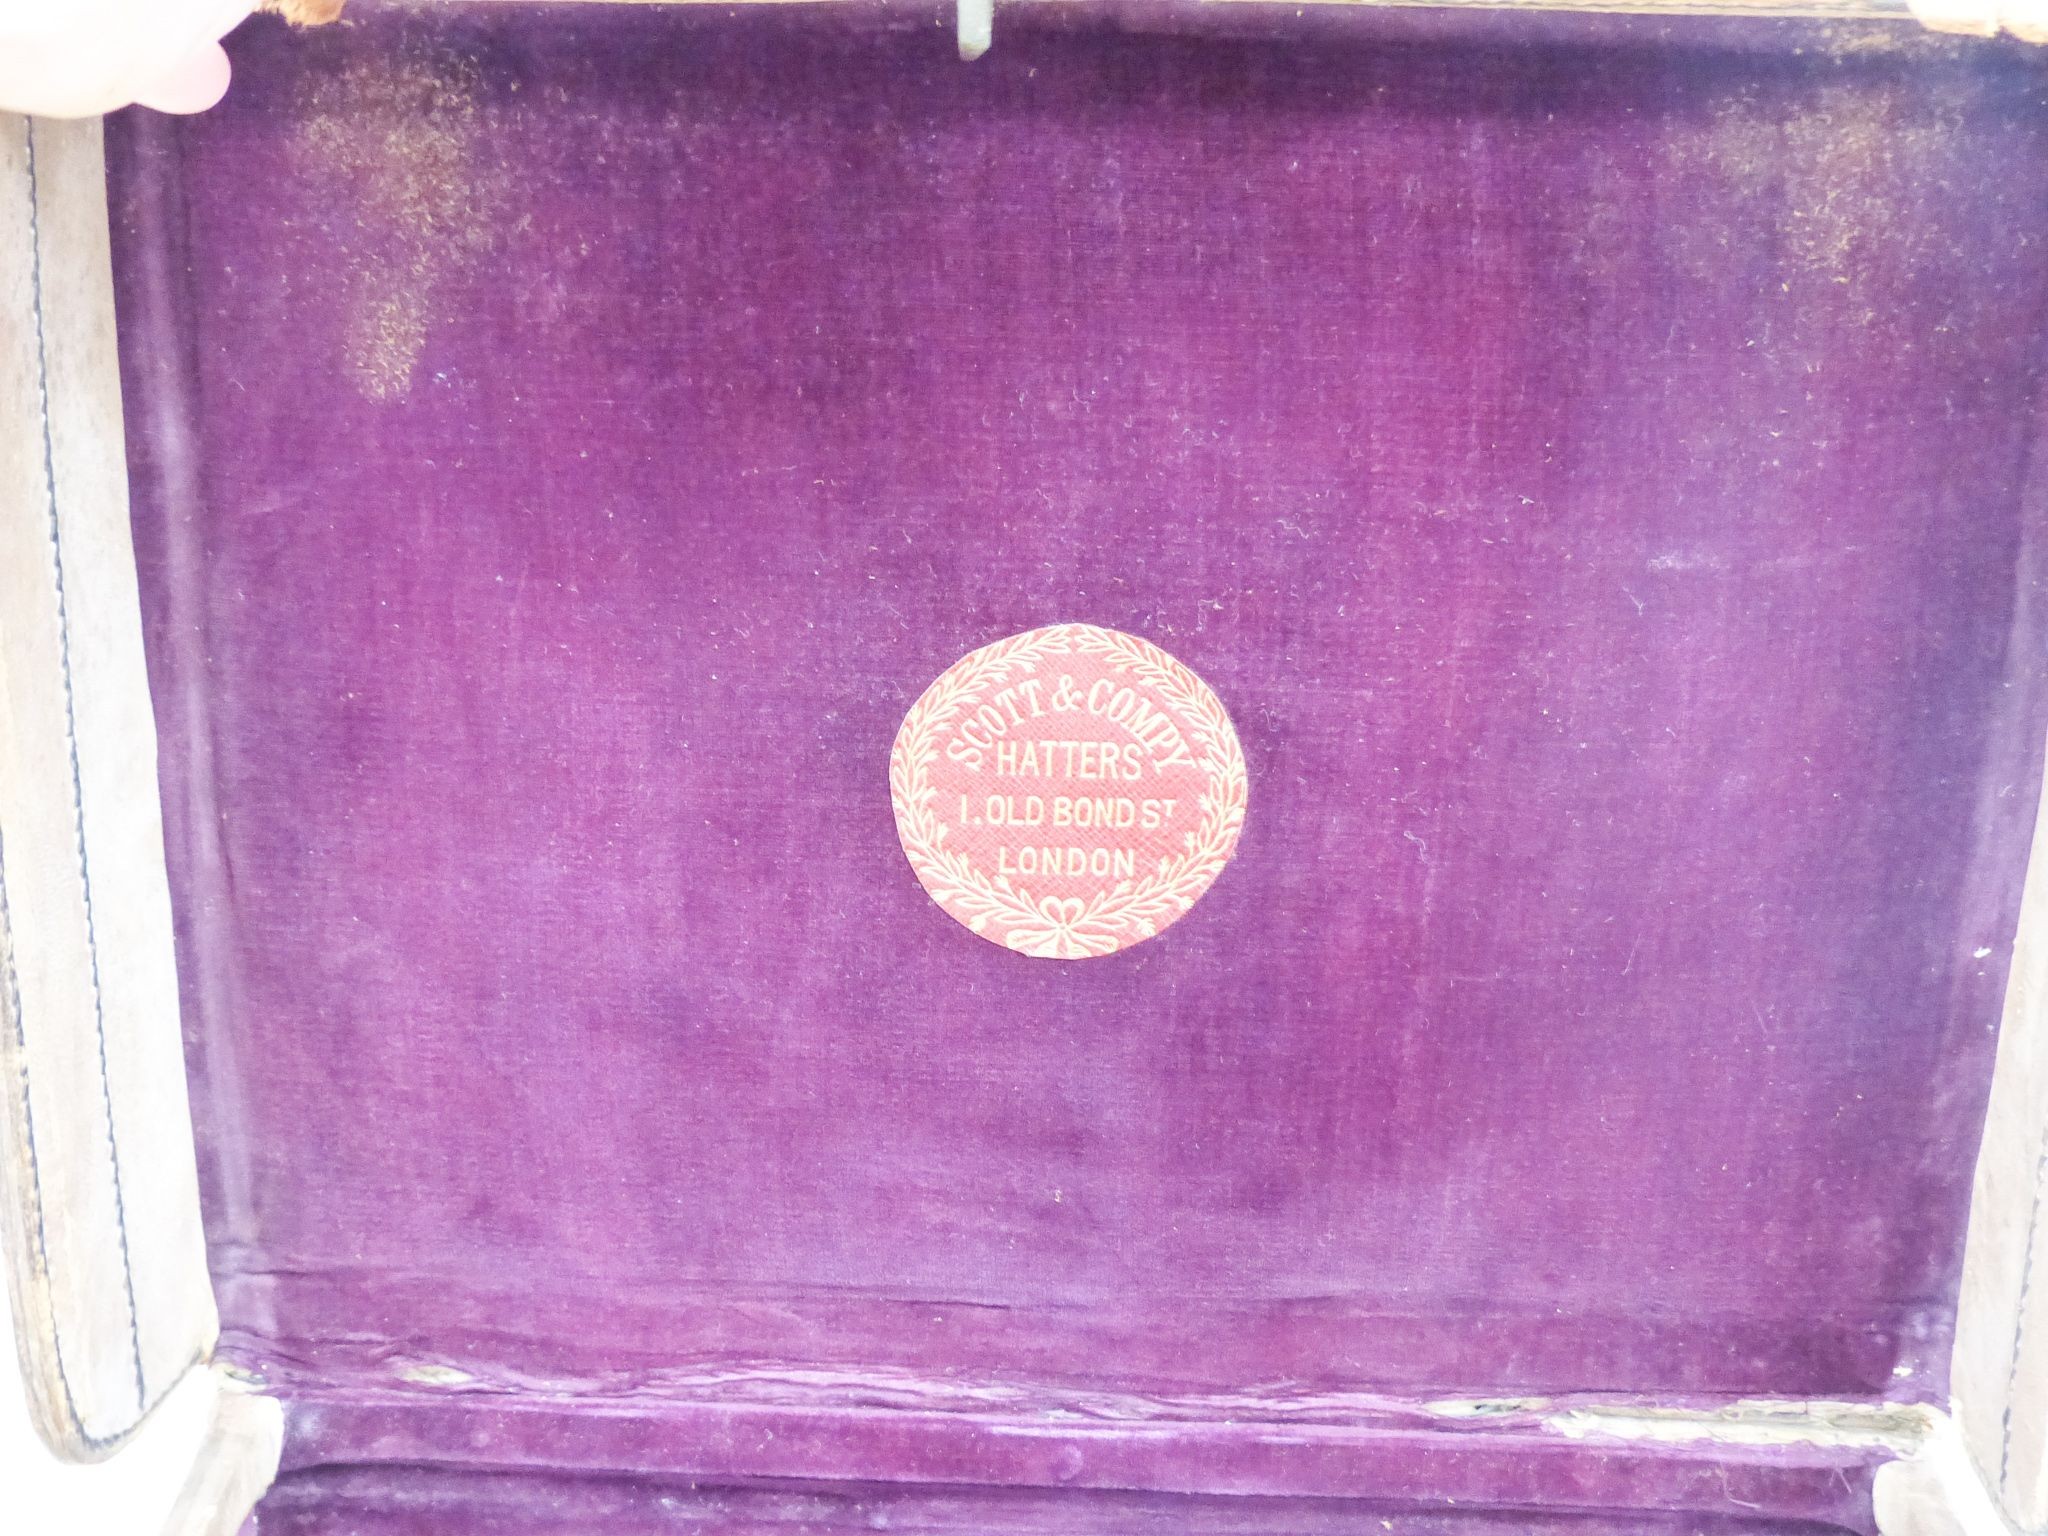 SCOTT & COMPY
HATTERS
1. OLD BOND ST
LONDON